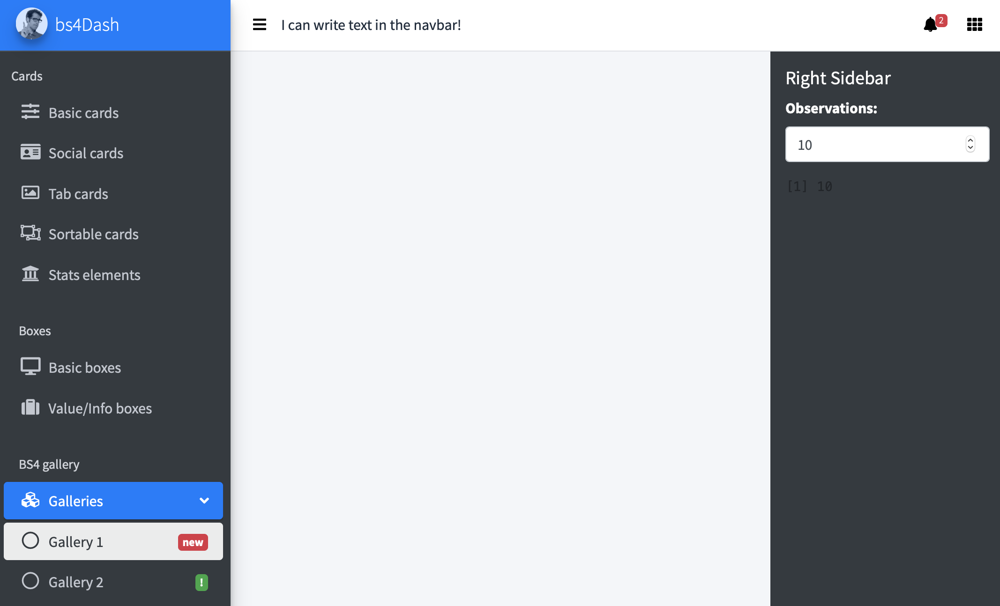 bs4Dash
I can write text in the navbar!
2
Cards
Basic cards
Social cards
Tab cards
Sortable cards
Stats elements
Boxes
Basic boxes
Value/Info boxes
BS4 gallery
Galleries
Gallery 1 new
Gallery 2 !
Right Sidebar
Observations:
10
[1] 10